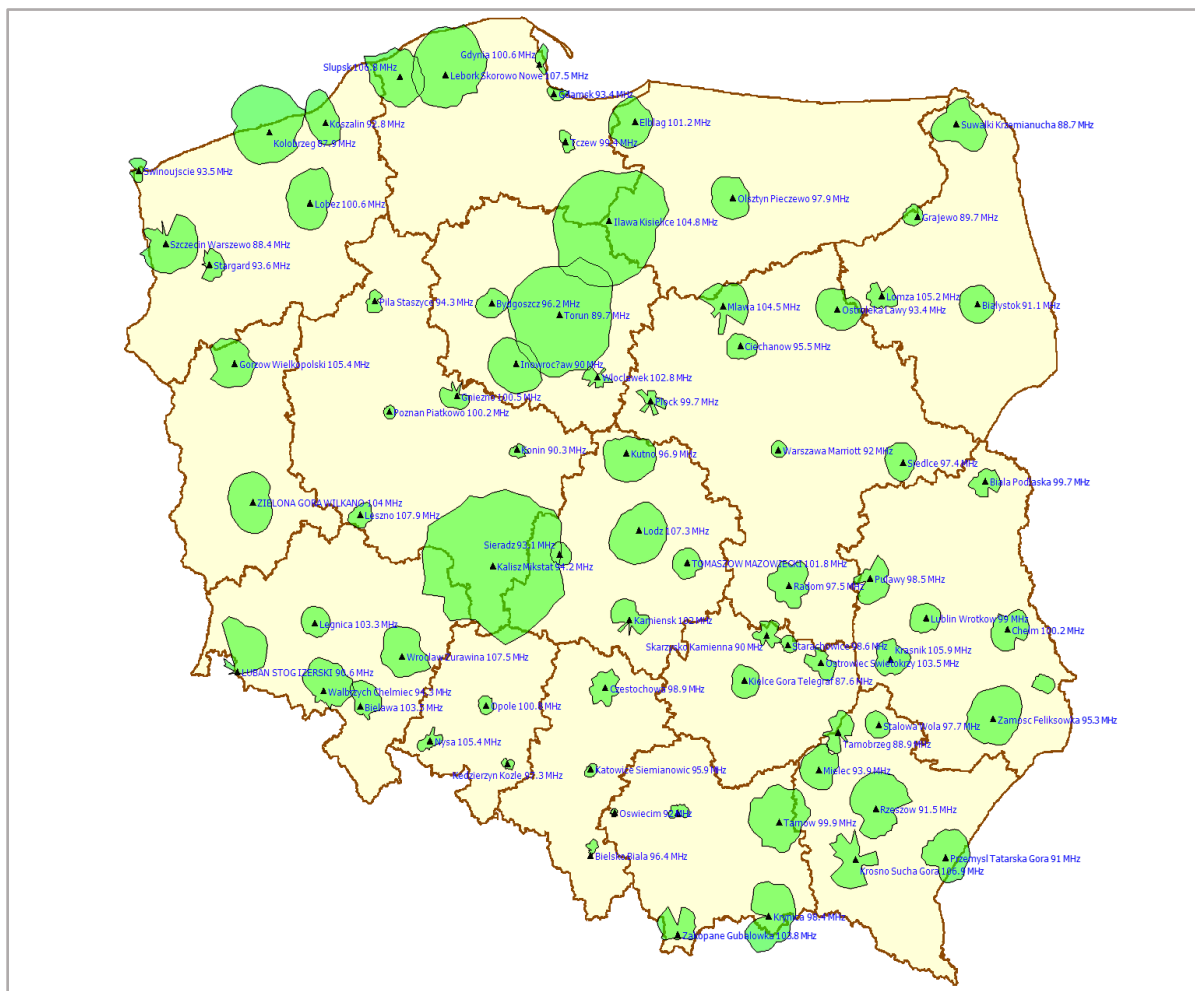 Gdynia 100.6 MHz
Slupsk 106.8 MHz
Lebork Skorowo Nowe 107.5 MHz
Gdansk 93.4 MHz
Koszalin 92.8 MHz
Elblag 101.2 MHz
Suwalki Krzemianucha 88.7 MHz
Kolobrzeg 87.9 MHz
Tczew 99.4 MHz
Swinoujscie 93.5 MHz
Olsztyn Pieczewo 97.9 MHz
Lobez 100.6 MHz
Grajewo 89.7 MHz
Ilawa Kisielice 104.8 MHz
Szczecin Warszewo 88.4 MHz
Stargard 93.6 MHz
Lomza 105.2 MHz
Pila Staszyce 94.3 MHz
Bydgoszcz 96.2 MHz
Bialystok 91.1 MHz
Mlawa 104.5 MHz
Ostroleka Lawy 93.4 MHz
Torun 89.7 MHz
Ciechanow 95.5 MHz
Gorzow Wielkopolski 105.4 MHz
Inowroc?aw 90 MHz
Wloclawek 102.8 MHz
Gniezno 100.5 MHz
Plock 99.7 MHz
Poznan Piatkowo 100.2 MHz
Konin 90.3 MHz
Warszawa Marriott 92 MHz
Kutno 96.9 MHz
Siedlce 97.4 MHz
Biala Podlaska 99.7 MHz
ZIELONA GORA WILKANO 104 MHz
Leszno 107.9 MHz
Lodz 107.3 MHz
Sieradz 93.1 MHz
TOMASZOW MAZOWIECKI 101.8 MHz
Kalisz Mikstat 94.2 MHz
Pulawy 98.5 MHz
Radom 97.5 MHz
Lublin Wrotkow 99 MHz
Kamiensk 102 MHz
Legnica 103.3 MHz
Chelm 100.2 MHz
Skarzysko Kamienna 90 MHz
Starachowice 98.6 MHz
Krasnik 105.9 MHz
Wroclaw Zorawina 107.5 MHz
Ostrowiec Swietokrzy 103.5 MHz
LUBAN STOG IZERSKI 90.6 MHz
Kielce Gora Telegraf 87.6 MHz
Czestochowa 98.9 MHz
Walbrzych Chelmiec 94.3 MHz
Bielawa 103.5 MHz
Opole 100.8 MHz
Zamosc Feliksowka 95.3 MHz
Stalowa Wola 97.7 MHz
Nysa 105.4 MHz
Tarnobrzeg 88.9 MHz
Kedzierzyn Kozle 97.3 MHz
Katowice Siemianowic 95.9 MHz
Mielec 93.9 MHz
Rzeszow 91.5 MHz
Oswiecim 92 MHz
Tarnow 99.9 MHz
Bielsko Biala 96.4 MHz
Przemysl Tatarska Gora 91 MHz
Krosno Sucha Gora 106.9 MHz
Krynica 98.4 MHz
Zakopane Gubalowka 103.8 MHz